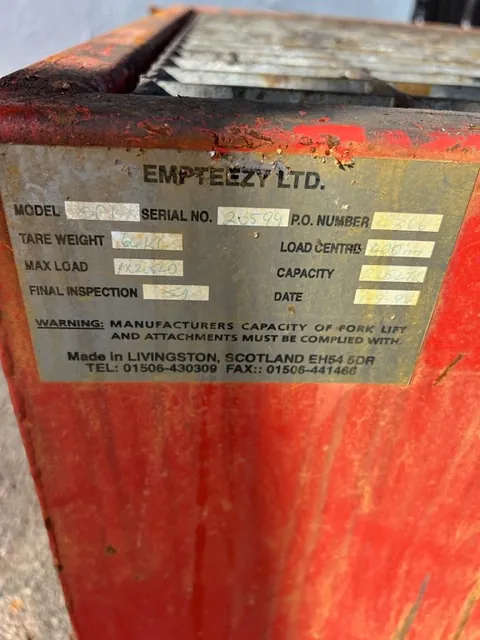 EMPTEEZY LTD.
MODEL SERIAL NO. 23599 P.O. NUMBER
TARE WEIGHT LOAD CENTRE
MAX LOAD CAPACITY
FINAL INSPECTION DATE
WARNING: MANUFACTURERS CAPACITY OF FORK LIFT
AND ATTACHMENTS MUST BE COMPLIED WITH.
Made in LIVINGSTON, SCOTLAND EH54 5DR
TEL: 01506-430309 FAX:: 01506-441466